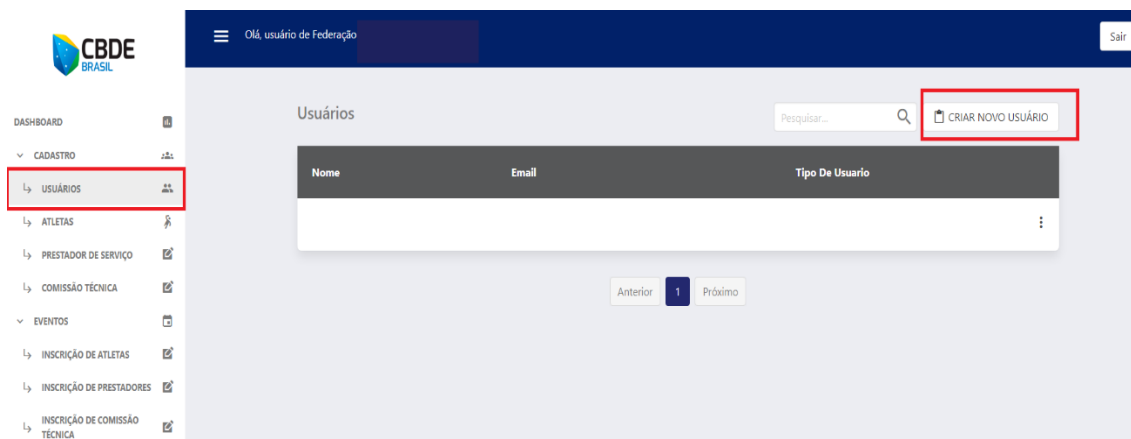 CBDE
BRASIL
Olá, usuário de Federação
Sair
DASHBOARD
CADASTRO
USUÁRIOS
ATLETAS
PRESTADOR DE SERVIÇO
COMISSÃO TÉCNICA
EVENTOS
INSCRIÇÃO DE ATLETAS
INSCRIÇÃO DE PRESTADORES
INSCRIÇÃO DE COMISSÃO
TÉCNICA
Usuários
Pesquisar...
CRIAR NOVO USUÁRIO
Nome Email Tipo De Usuario
Anterior 1 Próximo